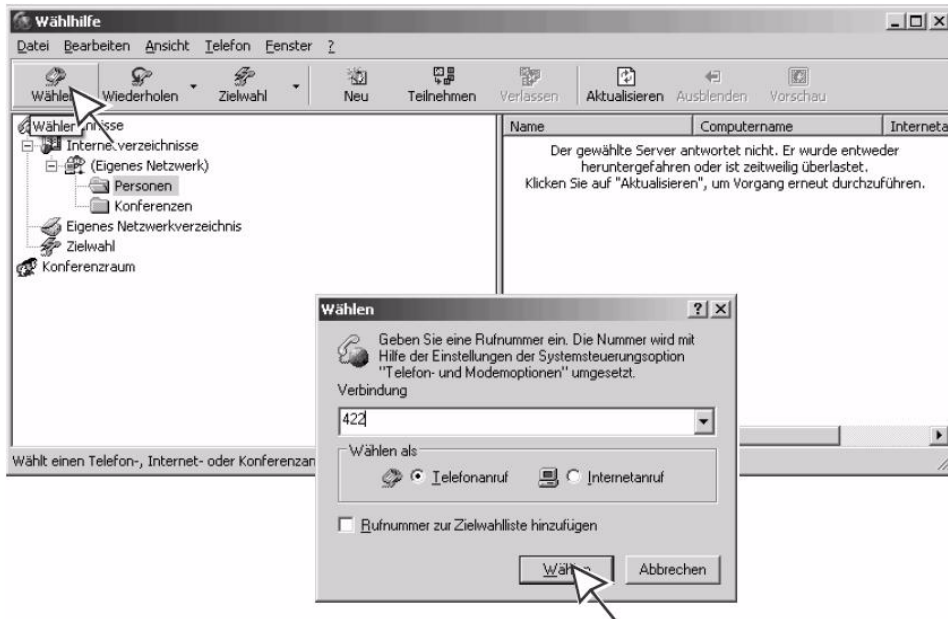 Wählhilfe
Datei Bearbeiten Ansicht Telefon Fenster ?
Wählen Wiederholen Zielwahl Neu Teilnehmen Verlassen Aktualisieren Ausblenden Vorschau
Wählen
Internetverzeichnisse
(Eigenes Netzwerk)
Personen
Konferenzen
Eigenes Netzwerkverzeichnis
Zielwahl
Konferenzraum
Name Computername
Der gewählte Server antwortet nicht. Er wurde entweder
heruntergefahren oder ist zeitweilig überlastet.
Klicken Sie auf "Aktualisieren", um Vorgang erneut durchzuführen.
Wählt einen Telefon-, Internet- oder
Wählen
Geben Sie eine Rufnummer ein. Die Nummer wird mit
Hilfe der Einstellungen der Systemsteuerungsoption
"Telefon- und Modemoptionen" umgesetzt.
Verbindung
422
Wählen als
Telefonanruf Internetanruf
Rufnummer zur Zielwahlliste hinzufügen
Wählen Abbrechen